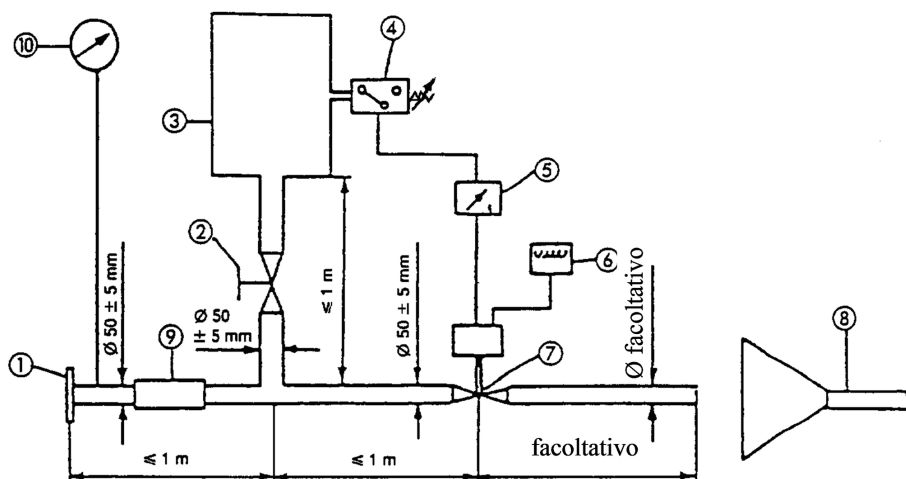 ⑩
④
③
⑤
②
⑥
Ø 50 ± 5 mm
⩽ 1 m
Ø 50 ± 5 mm
Ø facoltativo
Ø 50
± 5 mm
⑨
⑦
⑧
①
⩽ 1 m
⩽ 1 m
facoltativo